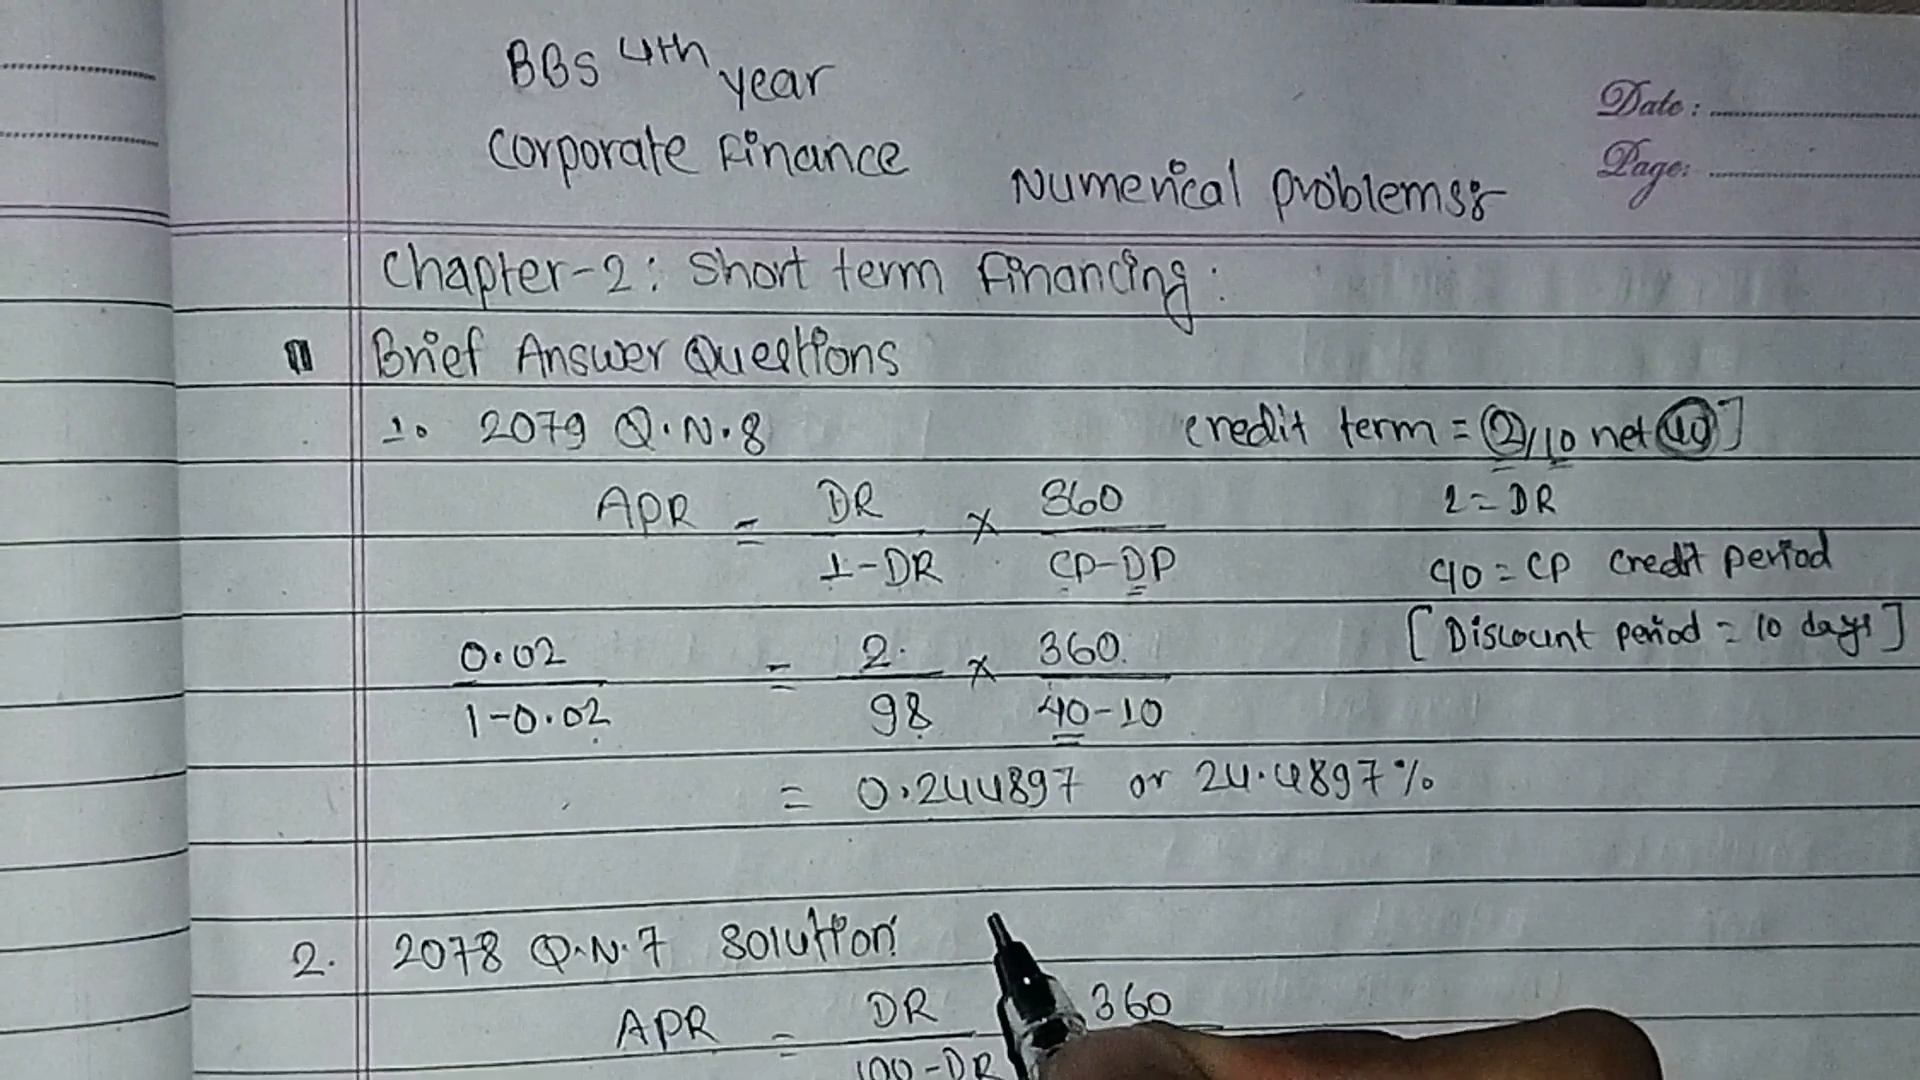 BBS 4th year
Corporate Finance
Date :
Numerical problems:
Page:
Chapter-2: Short term Financing:
Brief Answer Questions
1. 2079 Q.N.8
credit term = 2/10 net 40]
APR = DR / 1-DR × 360 / CP-DP
2 = DR
40 = CP credit period
[Discount period = 10 days]
0.02 / 1-0.02 = 2 / 98 × 360 / 40-10
= 0.244897 or 24.4897%
2. 2078 Q.N.7 solution:
APR = DR / 100-DR 360